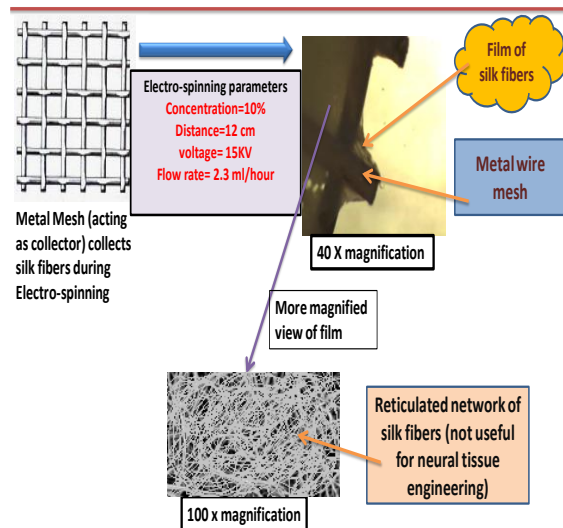 Electro-spinning parameters
Concentration=10%
Distance= 12 cm
voltage= 15KV
Flow rate= 2.3 ml/hour
Film of
silk fibers
Metal wire
mesh
Metal Mesh (acting
as collector) collects
silk fibers during
Electro-spinning
40 X magnification
More magnified
view of film
Reticulated network of
silk fibers (not useful
for neural tissue
engineering)
100 x magnification